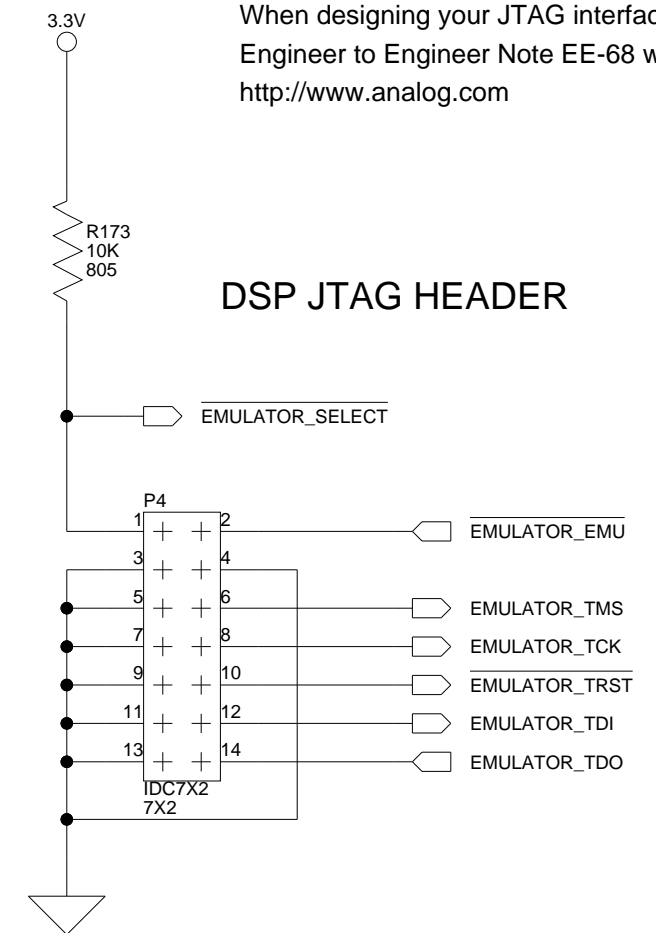 When designing your JTAG interfac
Engineer to Engineer Note EE-68 w
http://www.analog.com
3.3V
R173
10K
805
DSP JTAG HEADER
EMULATOR_SELECT
P4
1 2 EMULATOR_EMU
3 4
5 6 EMULATOR_TMS
7 8 EMULATOR_TCK
9 10 EMULATOR_TRST
11 12 EMULATOR_TDI
13 14 EMULATOR_TDO
IDC7X2
7X2